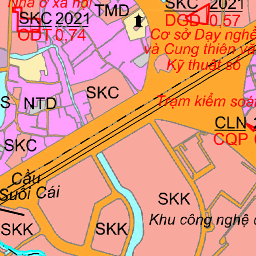 Nhà ở xã hội
SKC 2021
ODT 0,74
TMD
SKC 2021
DGD 0,57
Cơ sở Dạy nghề
và Cung thiên v
Kỹ thuật số
SKC
NTD
S
Trạm kiểm soá
CLN
CQP
SKC
Cầu
Suối Cái
SKK
SKK
SKK
SKK
Khu công nghệ c